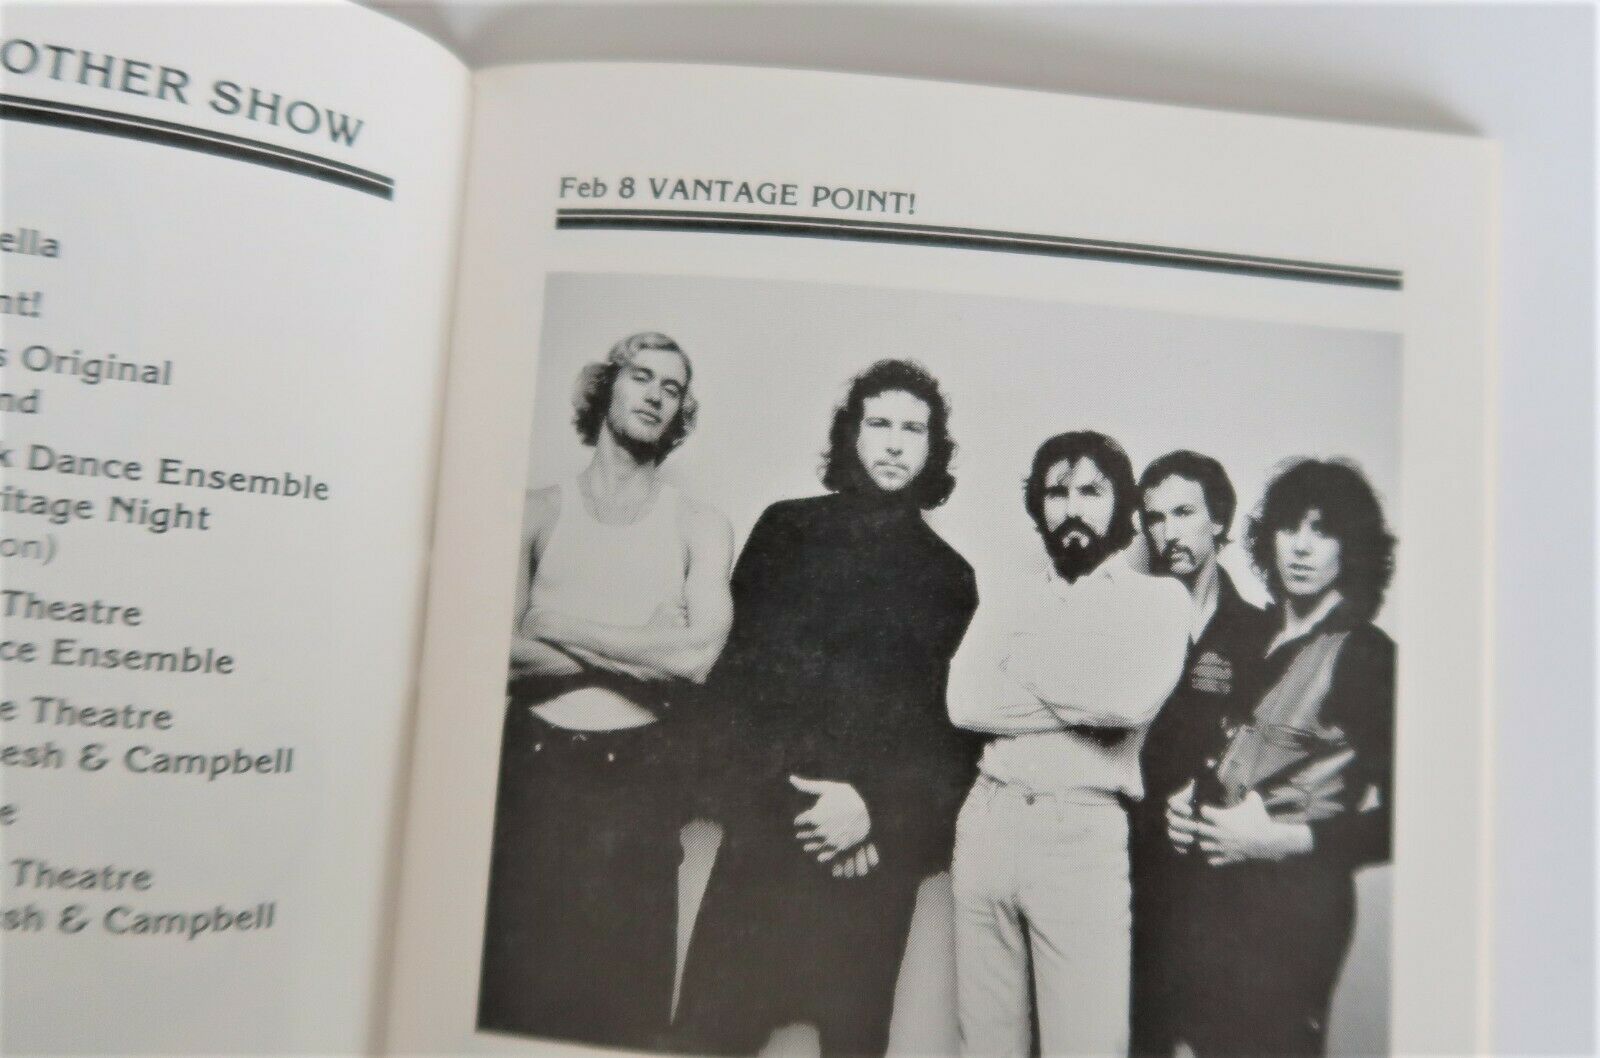 OTHER SHOW
ella
nt!
s Original
nd
k Dance Ensemble
ritage Night
on)
Theatre
ce Ensemble
e Theatre
esh & Campbell
e
Theatre
sh & Campbell
Feb 8 VANTAGE POINT!